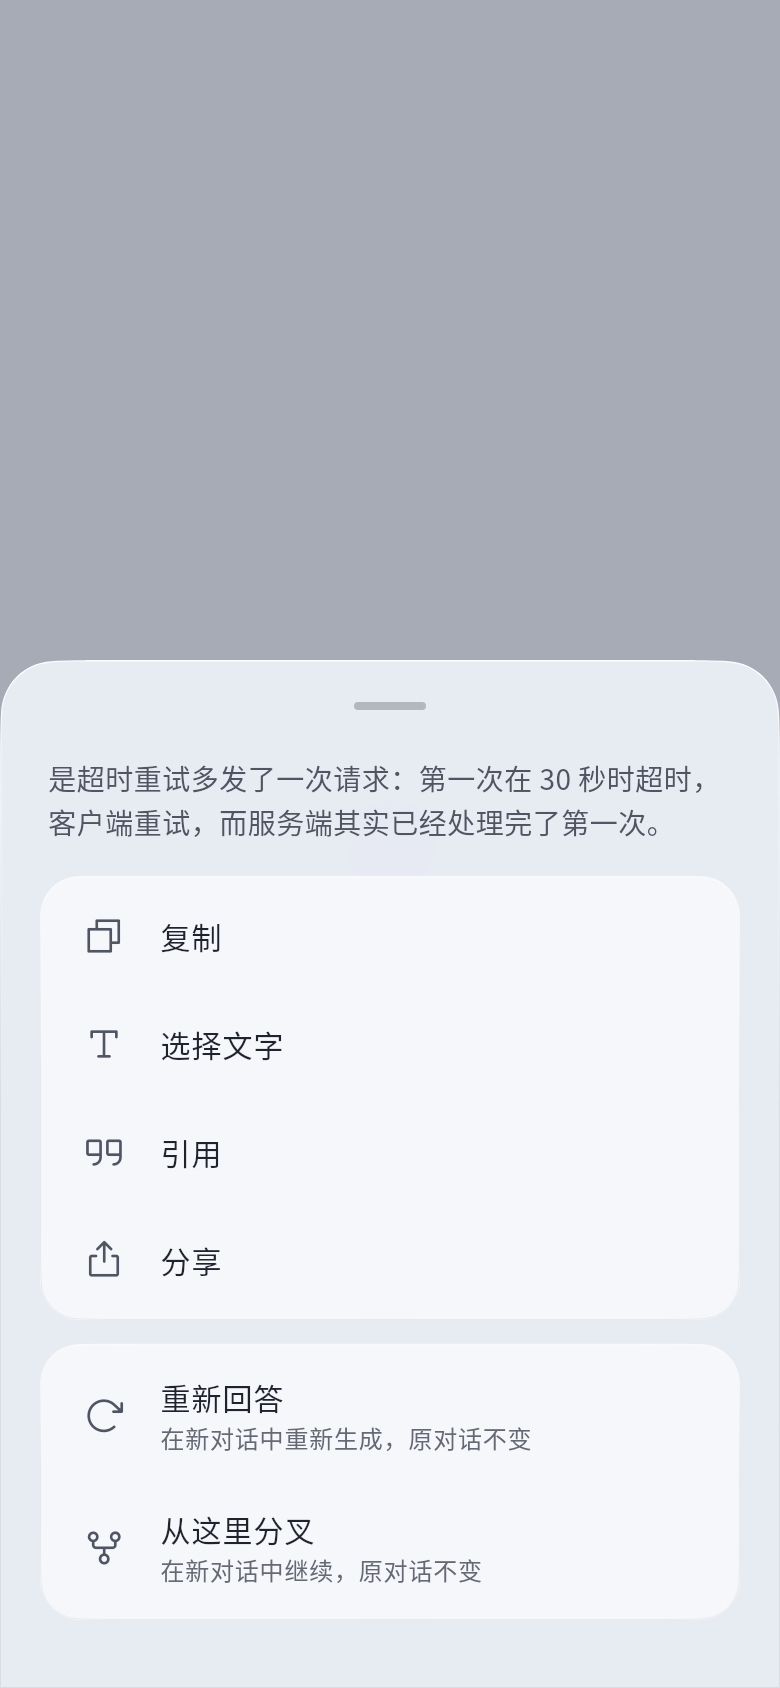 是超时重试多发了一次请求：第一次在 30 秒时超时，
客户端重试，而服务端其实已经处理完了第一次。
复制
选择文字
引用
分享
重新回答
在新对话中重新生成，原对话不变
从这里分叉
在新对话中继续，原对话不变